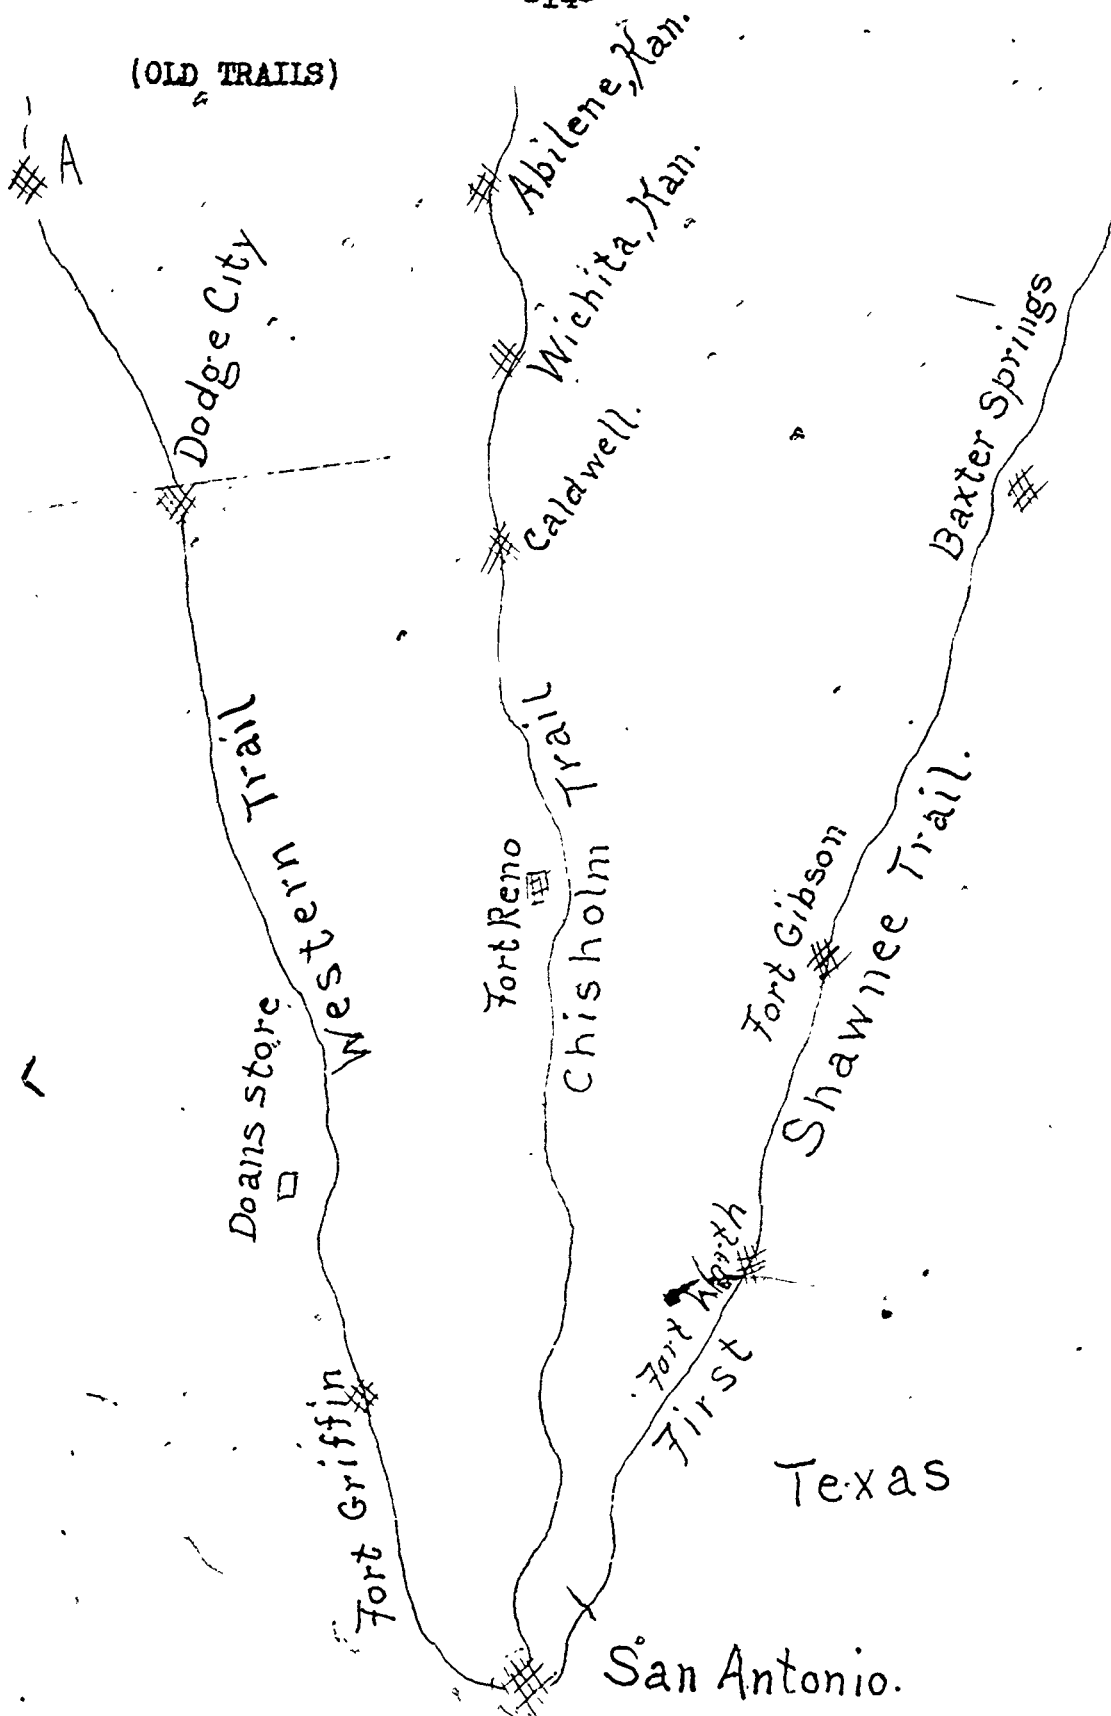 -14-
(OLD TRAILS)
A
Abilene, Kan.
Wichita, Kan.
Dodge City
Caldwell.
Baxter Springs
Western Trail
Chisholm Trail
Fort Reno
Fort Gibson
First Shawnee Trail.
Doans store
Fort Worth
Fort Griffin
Texas
San Antonio.